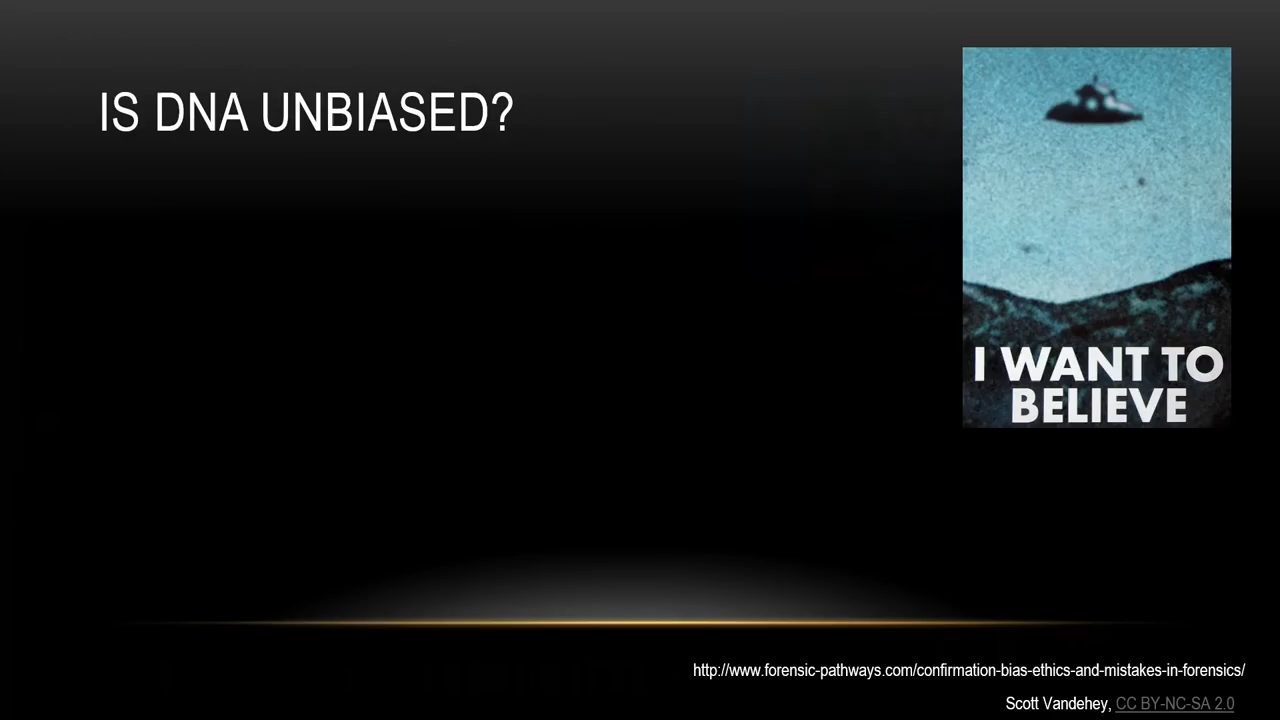 IS DNA UNBIASED?
I WANT TO
BELIEVE
http://www.forensic-pathways.com/confirmation-bias-ethics-and-mistakes-in-forensics/
Scott Vandehey, CC BY-NC-SA 2.0